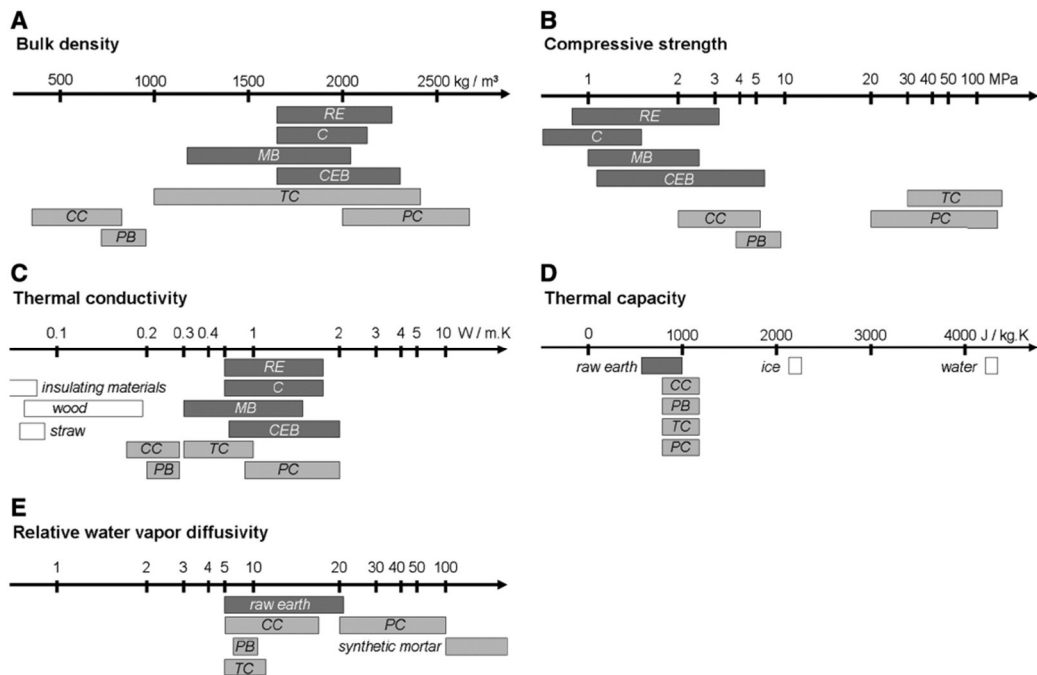 A
Bulk density
500 1000 1500 2000 2500 kg / m³
RE
C
MB
CEB
TC
CC PC
PB
B
Compressive strength
1 2 3 4 5 10 20 30 40 50 100 MPa
RE
C
MB
CEB
TC
CC PC
PB
C
Thermal conductivity
0.1 0.2 0.3 0.4 1 2 3 4 5 10 W / m.K
RE
insulating materials C
wood MB
straw CEB
CC TC
PB PC
D
Thermal capacity
0 1000 2000 3000 4000 J / kg.K
raw earth ice water
CC
PB
TC
PC
E
Relative water vapor diffusivity
1 2 3 4 5 10 20 30 40 50 100
raw earth
CC PC
PB synthetic mortar
TC